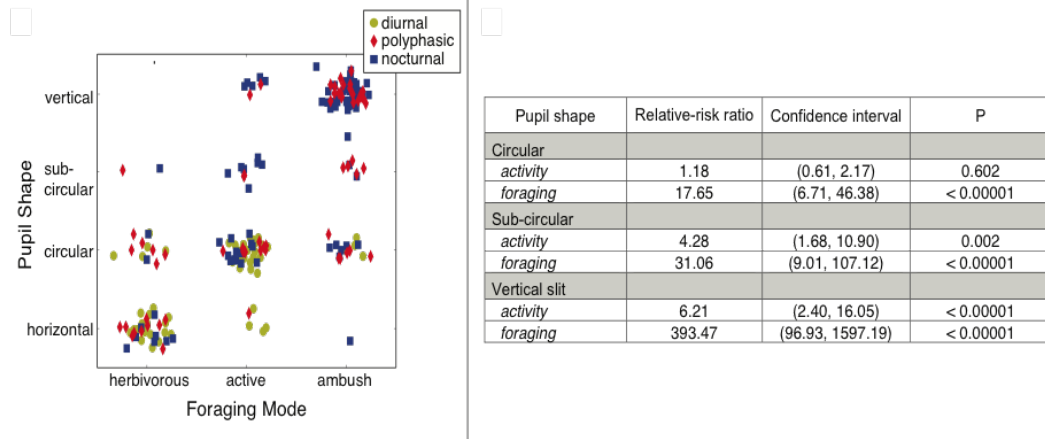 diurnal
polyphasic
nocturnal
vertical
sub-
circular
circular
horizontal
Pupil Shape
herbivorous active ambush
Foraging Mode
Pupil shape Relative-risk ratio Confidence interval P
Circular
activity 1.18 (0.61, 2.17) 0.602
foraging 17.65 (6.71, 46.38) < 0.00001
Sub-circular
activity 4.28 (1.68, 10.90) 0.002
foraging 31.06 (9.01, 107.12) < 0.00001
Vertical slit
activity 6.21 (2.40, 16.05) < 0.00001
foraging 393.47 (96.93, 1597.19) < 0.00001